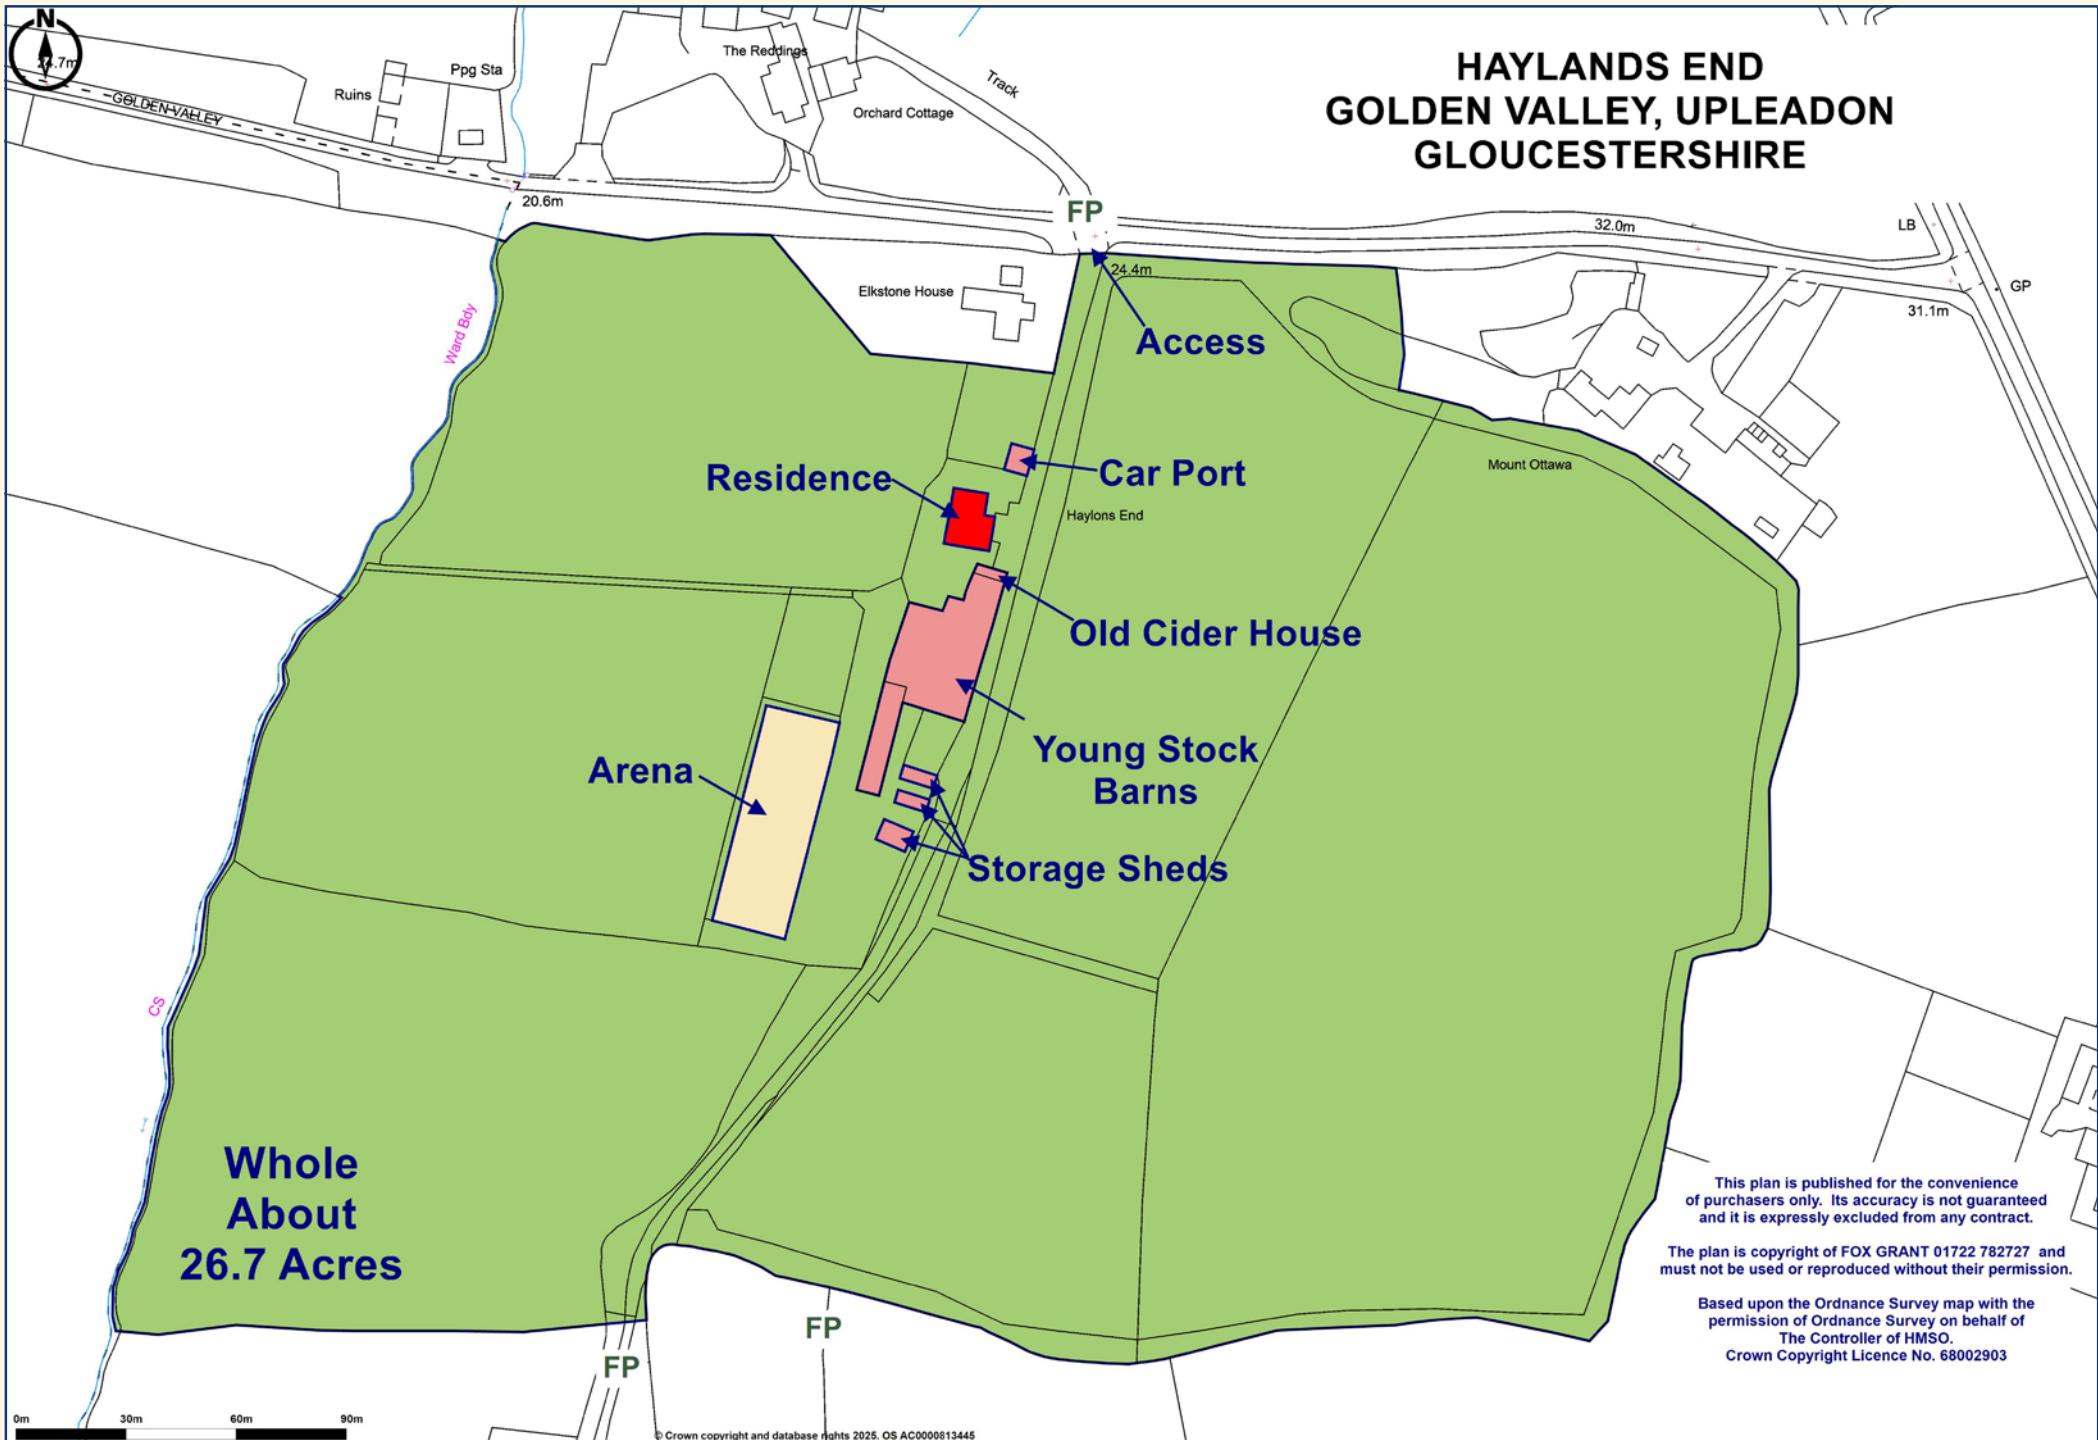 HAYLANDS END
GOLDEN VALLEY, UPLEADON
GLOUCESTERSHIRE
N
24.7m
GOLDEN VALLEY
Ruins
Ppg Sta
The Reddings
Orchard Cottage
Track
20.6m
FP
32.0m
LB
GP
31.1m
24.4m
Elkstone House
Access
Ward Bdy
Residence
Car Port
Haylons End
Mount Ottawa
Old Cider House
Young Stock
Barns
Arena
Storage Sheds
CS
Whole
About
26.7 Acres
FP
FP
This plan is published for the convenience
of purchasers only. Its accuracy is not guaranteed
and it is expressly excluded from any contract.
The plan is copyright of FOX GRANT 01722 782727 and
must not be used or reproduced without their permission.
Based upon the Ordnance Survey map with the
permission of Ordnance Survey on behalf of
The Controller of HMSO.
Crown Copyright Licence No. 68002903
0m 30m 60m 90m
© Crown copyright and database rights 2025. OS AC0000813445